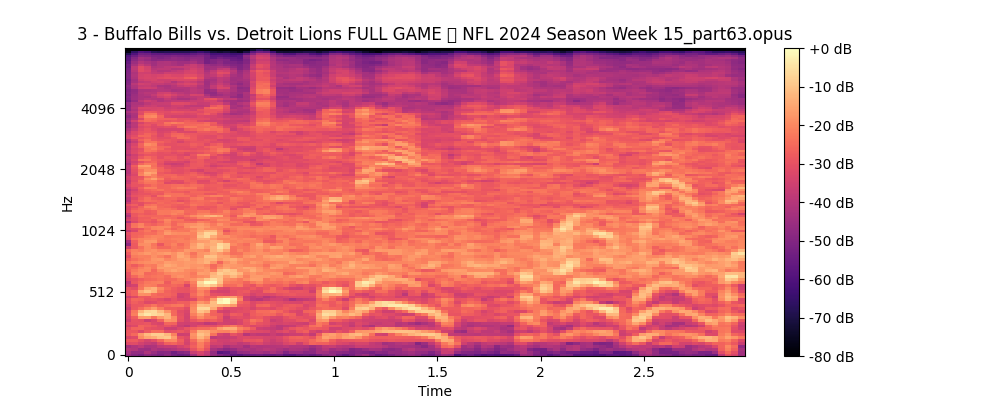 3 - Buffalo Bills vs. Detroit Lions FULL GAME  NFL 2024 Season Week 15_part63.opus
+0 dB
4096
-10 dB
-20 dB
2048
-30 dB
Hz
-40 dB
1024
-50 dB
512
-60 dB
-70 dB
0
-80 dB
0 0.5 1 1.5 2 2.5
Time